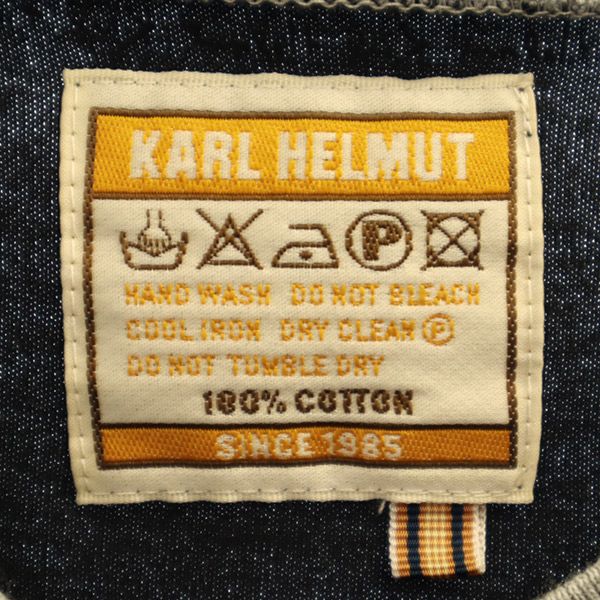 KARL HELMUT
P
HAND WASH DO NOT BLEACH
COOL IRON DRY CLEAN Ⓟ
DO NOT TUMBLE DRY
100% COTTON
SINCE 1985